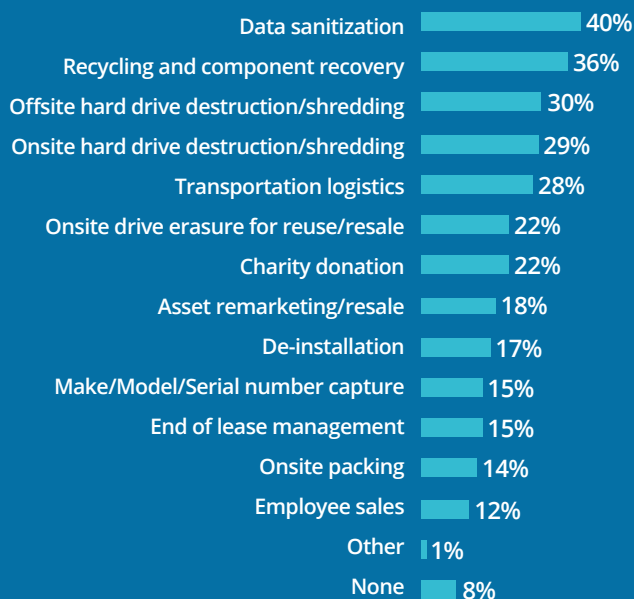 Data sanitization 40%
Recycling and component recovery 36%
Offsite hard drive destruction/shredding 30%
Onsite hard drive destruction/shredding 29%
Transportation logistics 28%
Onsite drive erasure for reuse/resale 22%
Charity donation 22%
Asset remarketing/resale 18%
De-installation 17%
Make/Model/Serial number capture 15%
End of lease management 15%
Onsite packing 14%
Employee sales 12%
Other 1%
None 8%